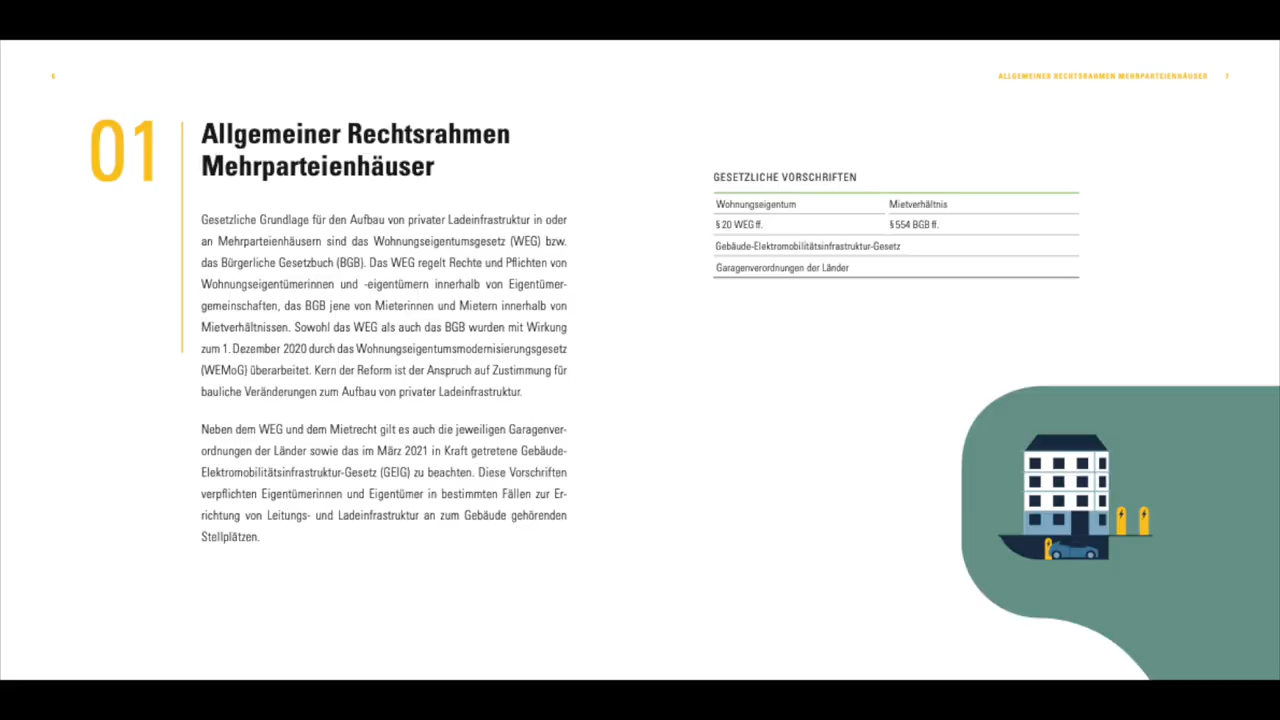 6
ALLGEMEINER RECHTSRAHMEN MEHRPARTEIENHÄUSER 7
01
Allgemeiner Rechtsrahmen
Mehrparteienhäuser
Gesetzliche Grundlage für den Aufbau von privater Ladeinfrastruktur in oder
an Mehrparteienhäusern sind das Wohnungseigentumsgesetz (WEG) bzw.
das Bürgerliche Gesetzbuch (BGB). Das WEG regelt Rechte und Pflichten von
Wohnungseigentümerinnen und -eigentümern innerhalb von Eigentümer-
gemeinschaften, das BGB jene von Mieterinnen und Mietern innerhalb von
Mietverhältnissen. Sowohl das WEG als auch das BGB wurden mit Wirkung
zum 1. Dezember 2020 durch das Wohnungseigentumsmodernisierungsgesetz
(WEMoG) überarbeitet. Kern der Reform ist der Anspruch auf Zustimmung für
bauliche Veränderungen zum Aufbau von privater Ladeinfrastruktur.
Neben dem WEG und dem Mietrecht gilt es auch die jeweiligen Garagenver-
ordnungen der Länder sowie das im März 2021 in Kraft getretene Gebäude-
Elektromobilitätsinfrastruktur-Gesetz (GEIG) zu beachten. Diese Vorschriften
verpflichten Eigentümerinnen und Eigentümer in bestimmten Fällen zur Er-
richtung von Leitungs- und Ladeinfrastruktur an zum Gebäude gehörenden
Stellplätzen.
GESETZLICHE VORSCHRIFTEN
Wohnungseigentum Mietverhältnis
§ 20 WEG ff. § 554 BGB ff.
Gebäude-Elektromobilitätsinfrastruktur-Gesetz
Garagenverordnungen der Länder